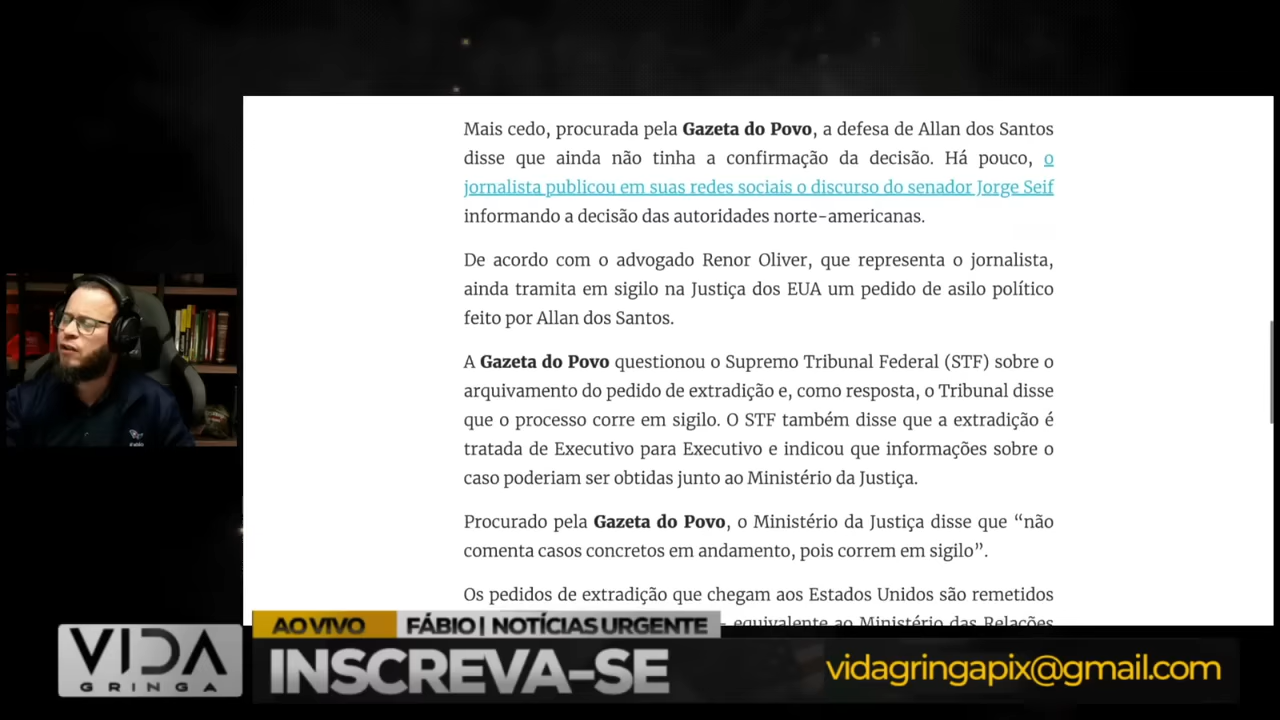 Mais cedo, procurada pela Gazeta do Povo, a defesa de Allan dos Santos
disse que ainda não tinha a confirmação da decisão. Há pouco, o
jornalista publicou em suas redes sociais o discurso do senador Jorge Seif
informando a decisão das autoridades norte-americanas.
De acordo com o advogado Renor Oliver, que representa o jornalista,
ainda tramita em sigilo na Justiça dos EUA um pedido de asilo político
feito por Allan dos Santos.
A Gazeta do Povo questionou o Supremo Tribunal Federal (STF) sobre o
arquivamento do pedido de extradição e, como resposta, o Tribunal disse
que o processo corre em sigilo. O STF também disse que a extradição é
tratada de Executivo para Executivo e indicou que informações sobre o
caso poderiam ser obtidas junto ao Ministério da Justiça.
Procurado pela Gazeta do Povo, o Ministério da Justiça disse que “não
comenta casos concretos em andamento, pois correm em sigilo”.
Os pedidos de extradição que chegam aos Estados Unidos são remetidos
equivalente ao Ministério das Relações
AO VIVO FÁBIO | NOTÍCIAS URGENTE
VIDA
GRINGA
INSCREVA-SE
vidagringapix@gmail.com